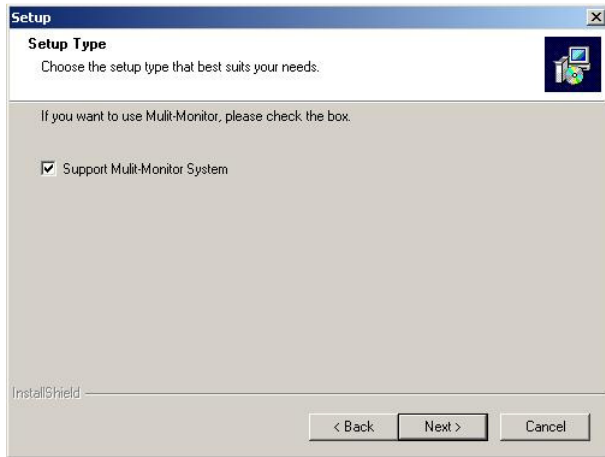 Setup
Setup Type
Choose the setup type that best suits your needs.
If you want to use Mulit-Monitor, please check the box.
Support Mulit-Monitor System
InstallShield
< Back Next > Cancel